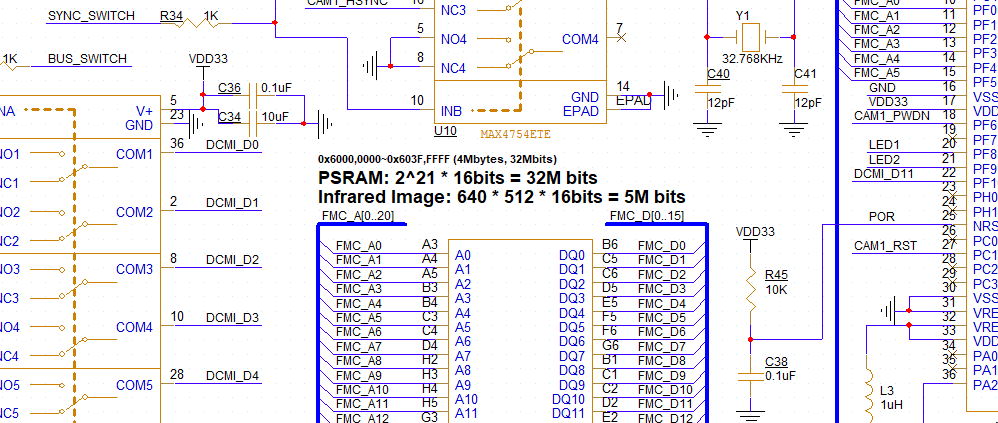 SYNC_SWITCH
R34
1K
1K
BUS_SWITCH
VDD33
C36
0.1uF
C34
10uF
NA
V+
5
GND
23
NO1
COM1
36
DCMI_D0
NC1
NO2
COM2
2
DCMI_D1
NC2
NO3
COM3
8
DCMI_D2
NC3
NO4
COM4
10
DCMI_D3
NC4
NO5
COM5
28
DCMI_D4
NC5
CAM1_HSYNC
10
NC3
5
NO4
COM4
7
8
NC4
10
INB
GND
14
EPAD
EPAD
U10
MAX4754ETE
0x6000,0000~0x603F,FFFF (4Mbytes, 32Mbits)
PSRAM: 2^21 * 16bits = 32M bits
Infrared Image: 640 * 512 * 16bits = 5M bits
FMC_A[0..20]
FMC_D[0..15]
FMC_A0 A3 A0 DQ0 B6 FMC_D0
FMC_A1 A4 A1 DQ1 C5 FMC_D1
FMC_A2 A5 A2 DQ2 C6 FMC_D2
FMC_A3 B3 A3 DQ3 D5 FMC_D3
FMC_A4 B4 A4 DQ4 E5 FMC_D4
FMC_A5 C3 A5 DQ5 F5 FMC_D5
FMC_A6 C4 A6 DQ6 F6 FMC_D6
FMC_A7 D4 A7 DQ7 G6 FMC_D7
FMC_A8 H2 A8 DQ8 B1 FMC_D8
FMC_A9 H3 A9 DQ9 C1 FMC_D9
FMC_A10 H4 A10 DQ10 C2 FMC_D10
FMC_A11 H5 A11 DQ11 D2 FMC_D11
FMC_A12 G3 E2 FMC_D12
Y1
32.768KHz
C40
12pF
C41
12pF
VDD33
R45
10K
C38
0.1uF
FMC_A0 PF0
FMC_A1 11 PF1
FMC_A2 12 PF2
FMC_A3 13 PF3
FMC_A4 14 PF4
FMC_A5 15 PF5
GND 16 VSS
VDD33 17 VDD
CAM1_PWDN 18 PF6
19 PF7
LED1 20 PF8
LED2 21 PF9
DCMI_D11 22 PF1
23 PH0
24 PH1
POR 25 NRS
26 PC0
CAM1_RST 27 PC1
28 PC2
29 PC3
30 VSS
31 VRE
32 VRE
33 VDD
34 PA0
35 PA1
36 PA2
L3
1uH